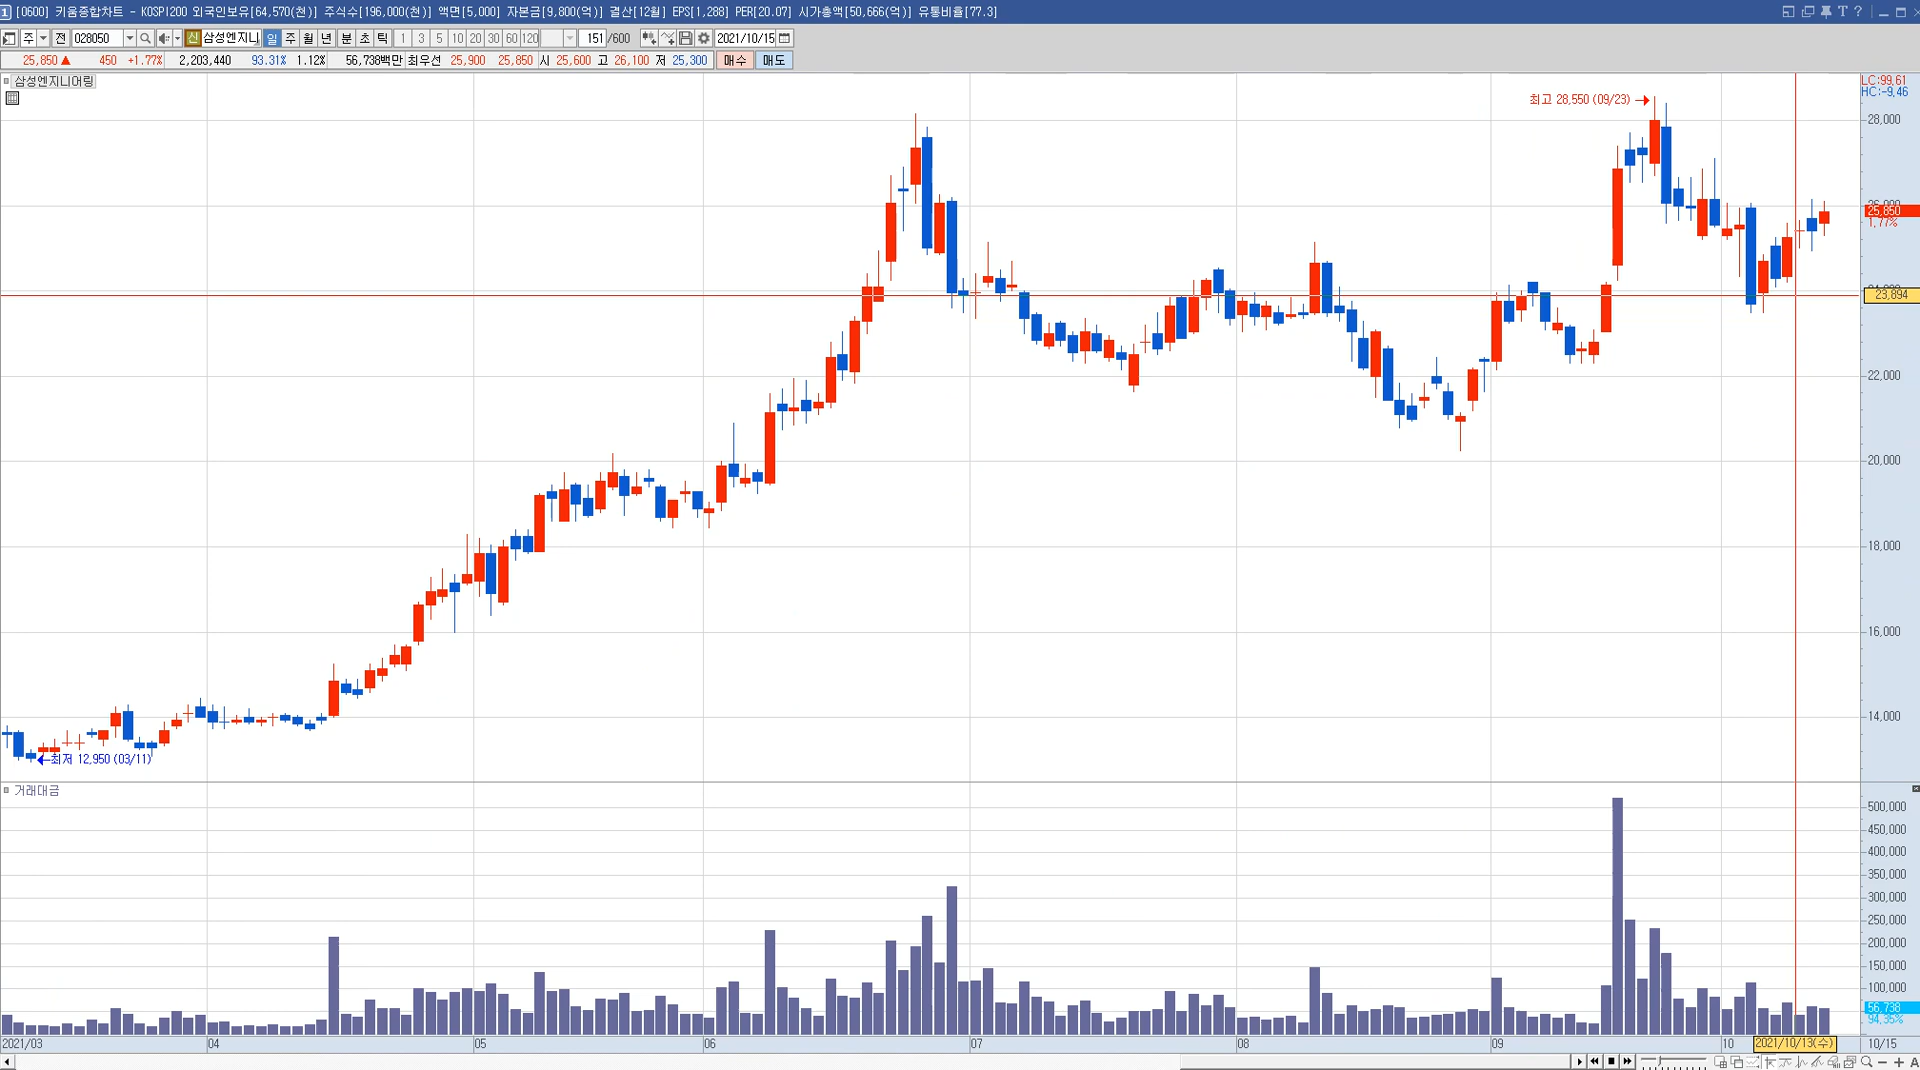 1 [0600] 키움종합차트 - KOSPI200 외국인보유[64,570(천)] 주식수[196,000(천)] 액면[5,000] 자본금[9,800(억)] 결산[12월] EPS[1,288] PER[20.07] 시가총액[50,666(억)] 유통비율[77.3] T ?
주 전 028050 신 삼성엔지니 일 주 월 년 분 초 틱 1 3 5 10 20 30 60 120 151 /600 2021/10/15
25,850 ▲ 450 +1.77% 2,203,440 93.31% 1.12% 56,738백만 최우선 25,900 25,850 시 25,600 고 26,100 저 25,300 매수 매도
삼성엔지니어링
LC:99.61
HC:-9.46
최고 28,550 (09/23)
28,000
25,850
1.77%
23,894
22,000
20,000
18,000
16,000
14,000
최저 12,950 (03/11)
거래대금
500,000
450,000
400,000
350,000
300,000
250,000
200,000
150,000
100,000
56,738
94.35%
2021/03 04 05 06 07 08 09 10 2021/10/13(수) 10/15
A